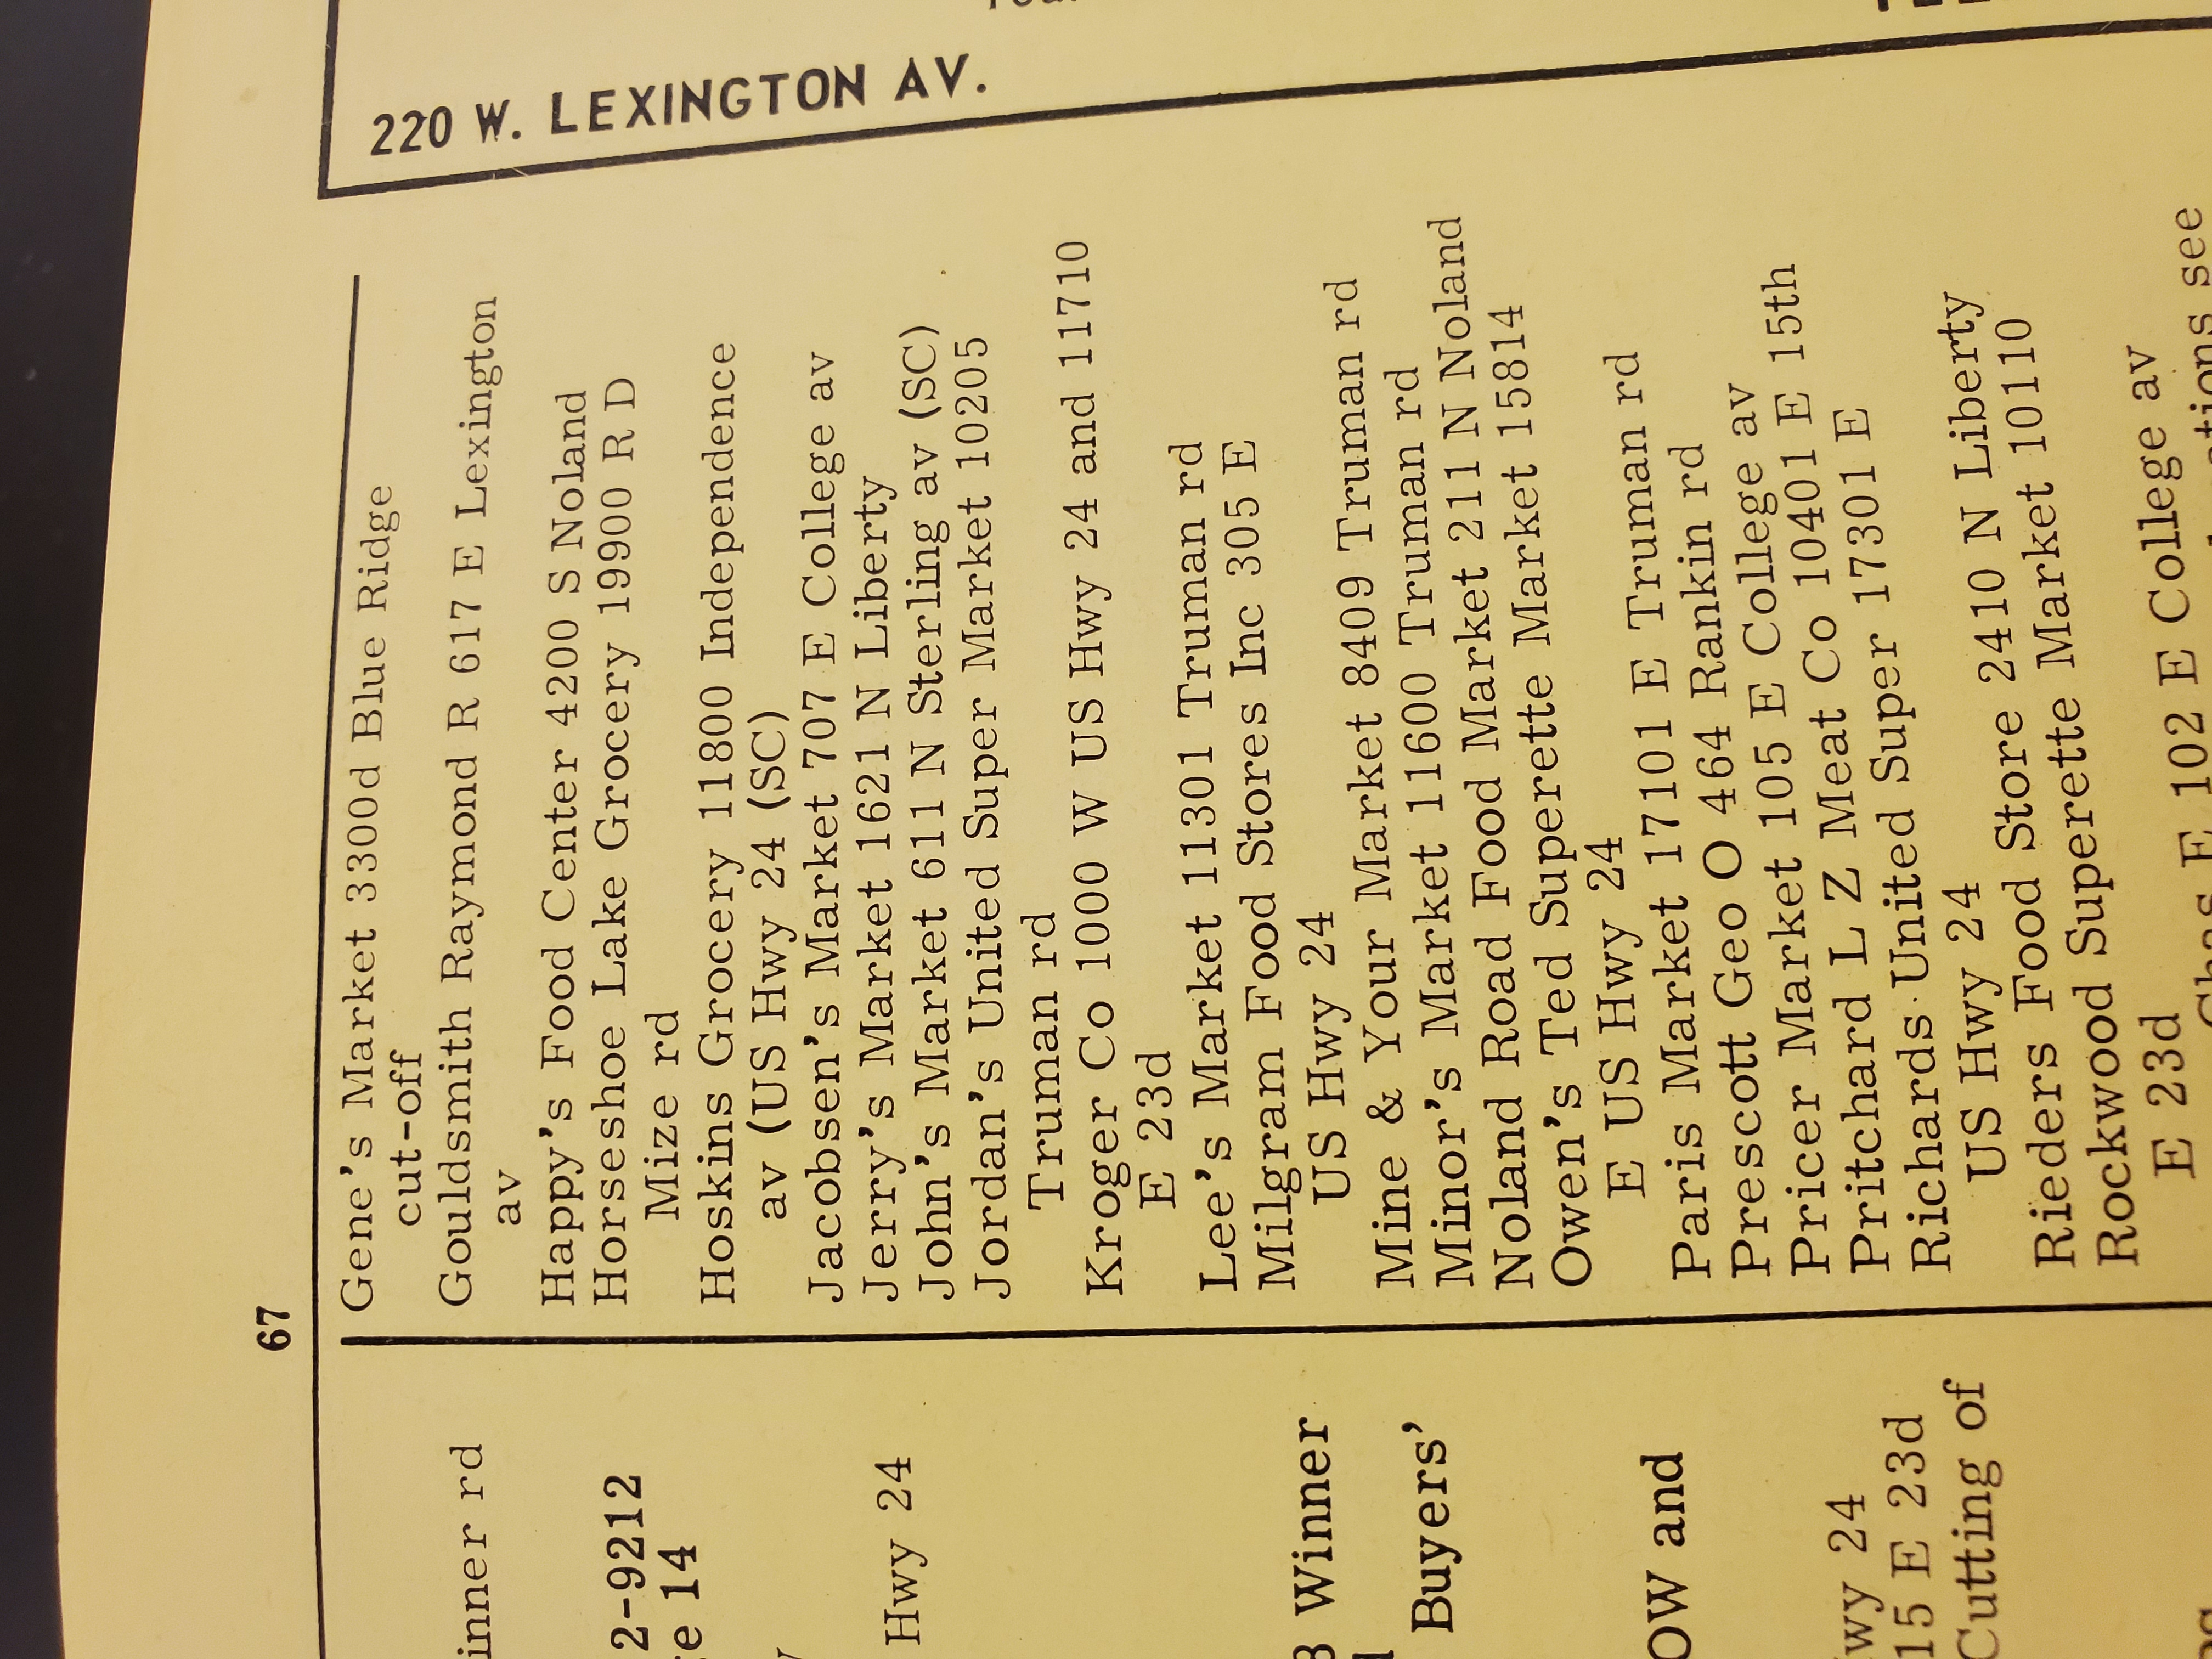 67
inner rd
2-9212
e 14
Hwy 24
Winner
Buyers'
OW and
wy 24
15 E 23d
Cutting of
Gene's Market 3300d Blue Ridge
cut-off
Gouldsmith Raymond R 617 E Lexington
av
Happy's Food Center 4200 S Noland
Horseshoe Lake Grocery 19900 R D
Mize rd
Hoskins Grocery 11800 Independence
av (US Hwy 24 (SC)
Jacobsen's Market 707 E College av
Jerry's Market 1621 N Liberty
John's Market 611 N Sterling av (SC)
Jordan's United Super Market 10205
Truman rd
Kroger Co 1000 W US Hwy 24 and 11710
E 23d
Lee's Market 11301 Truman rd
Milgram Food Stores Inc 305 E
US Hwy 24
Mine & Your Market 8409 Truman rd
Minor's Market 11600 Truman rd
Noland Road Food Market 211 N Noland
Owen's Ted Superette Market 15814
E US Hwy 24
Paris Market 17101 E Truman rd
Prescott Geo O 464 Rankin rd
Pricer Market 105 E College av
Pritchard L Z Meat Co 10401 E 15th
Richards United Super 17301 E
US Hwy 24
Rieders Food Store 2410 N Liberty
Rockwood Superette Market 10110
E 23d
Chas E 102 E College av
see
220 W. LEXINGTON AV.